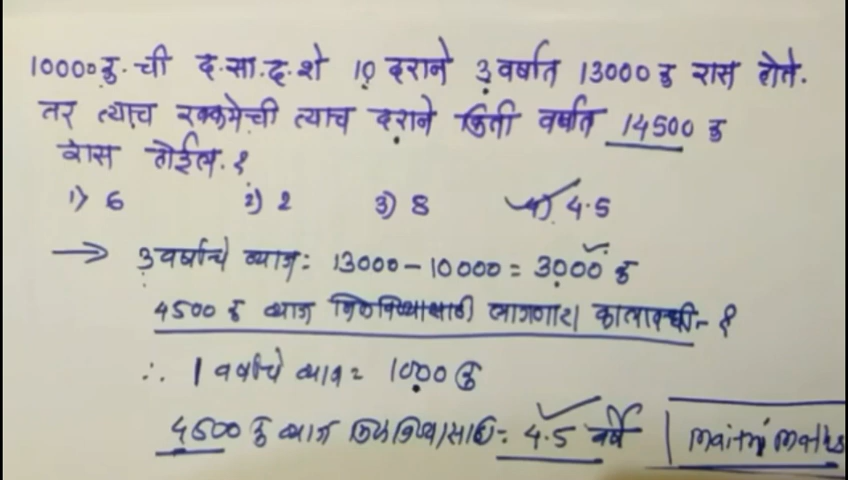 10000 रु. ची द.सा.द.शे 10 दराने 3 वर्षात 13000 रु रास होते.
तर त्याच रक्कमेची त्याच दराने किती वर्षात 14500 रु
रास होईल. ?
1) 6 2) 2 3) 8 4) 4.5
→ 3 वर्षाचे व्याज: 13000 - 10000 = 3000 रु
4500 रु व्याज मिळविण्यासाठी लागणारा कालावधी - ?
∴ 1 वर्षाचे व्याज = 1000 रु
4500 रु व्याज मिळविण्यासाठी = 4.5 वर्षे
Maitri Maths